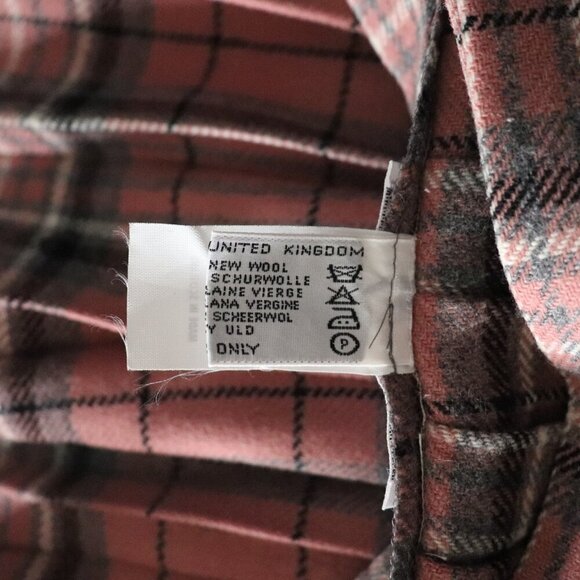 UNITED KINGDOM
NEW WOOL
SCHURWOLLE
LAINE VIERGE
LANA VERGINE
SCHEERWOL
Y ULD
ONLY
P